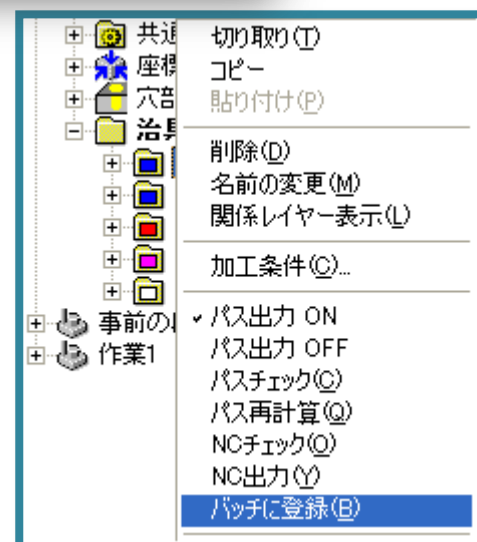 共通
座標
穴部
治具
事前の
作業1
切り取り(T)
コピー
貼り付け(P)
削除(D)
名前の変更(M)
関係レイヤー表示(L)
加工条件(C)...
パス出力 ON
パス出力 OFF
パスチェック(C)
パス再計算(Q)
NCチェック(O)
NC出力(Y)
バッチに登録(B)